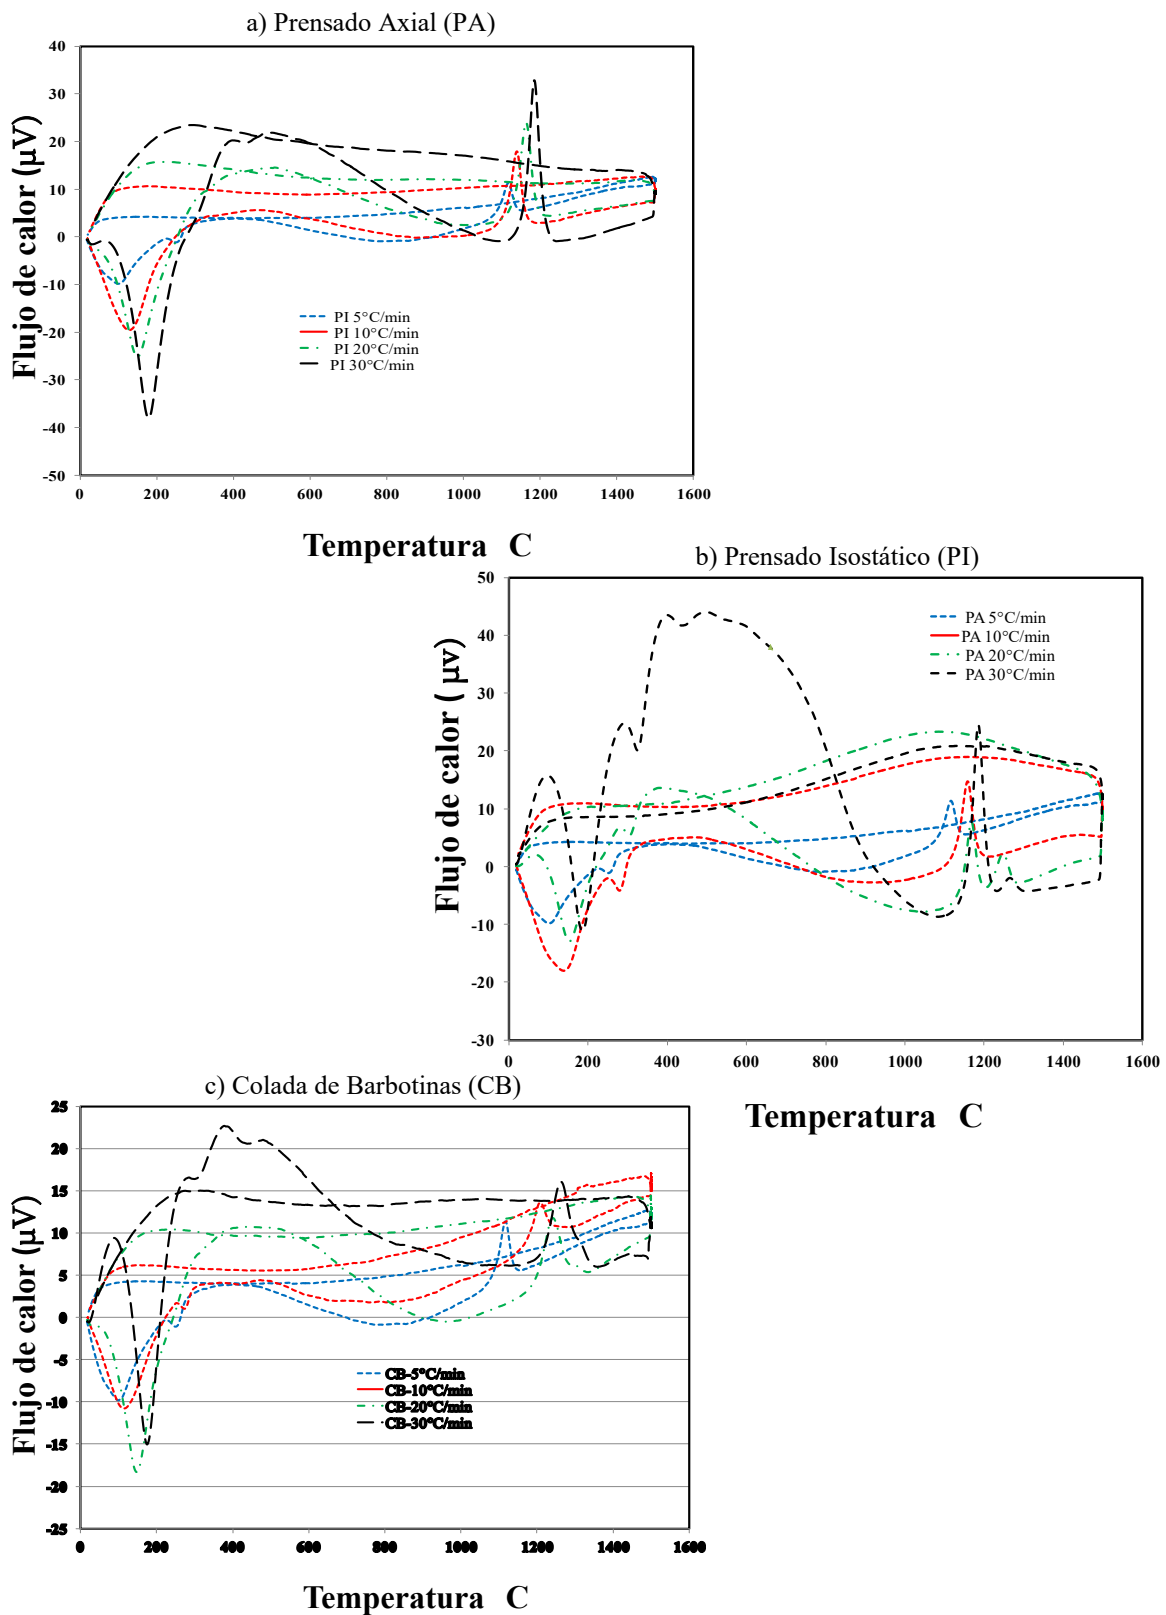 a) Prensado Axial (PA)
40
30
20
10
0
-10
-20
-30
-40
-50
Flujo de calor (µV)
PI 5°C/min
PI 10°C/min
PI 20°C/min
PI 30°C/min
0 200 400 600 800 1000 1200 1400 1600
Temperatura C
b) Prensado Isostático (PI)
50
40
30
20
10
0
-10
-20
-30
Flujo de calor ( µv)
PA 5°C/min
PA 10°C/min
PA 20°C/min
PA 30°C/min
0 200 400 600 800 1000 1200 1400 1600
Temperatura C
c) Colada de Barbotinas (CB)
25
20
15
10
5
0
-5
-10
-15
-20
-25
Flujo de calor (µV)
CB-5°C/min
CB-10°C/min
CB-20°C/min
CB-30°C/min
0 200 400 600 800 1000 1200 1400 1600
Temperatura C